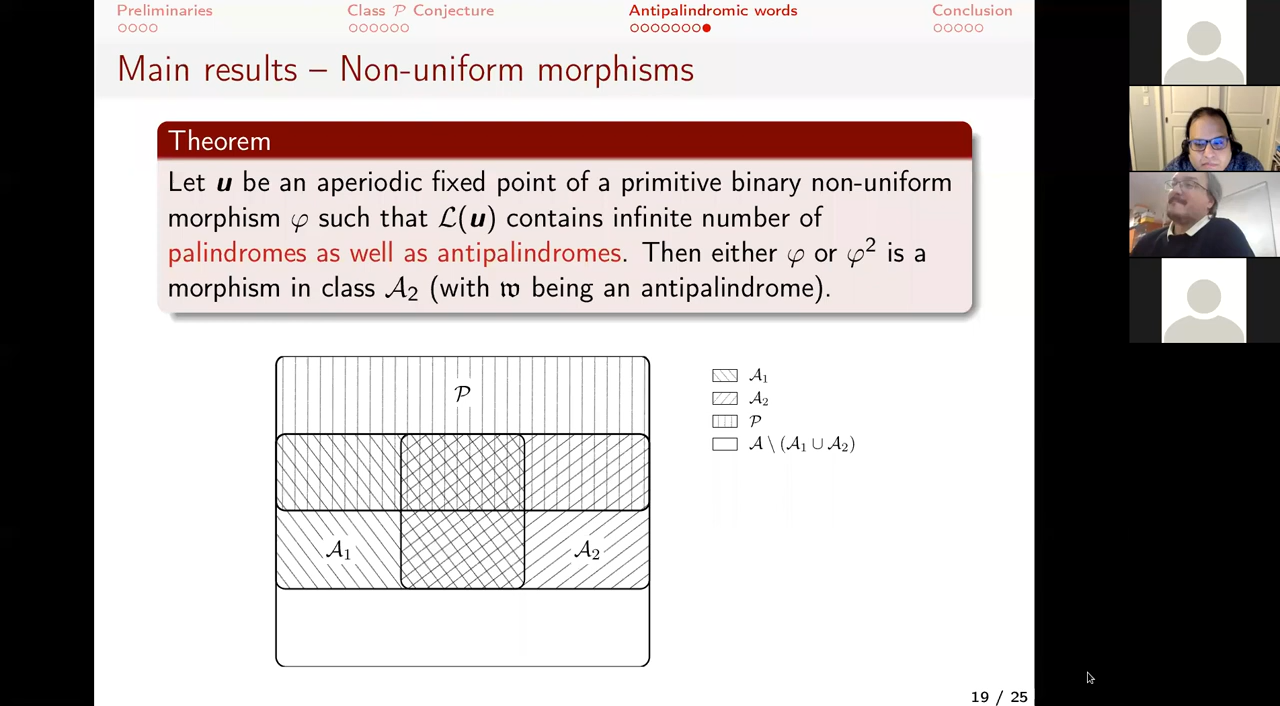 Preliminaries Class 𝒫 Conjecture Antipalindromic words Conclusion
Main results – Non-uniform morphisms
Theorem
Let 𝒖 be an aperiodic fixed point of a primitive binary non-uniform
morphism φ such that ℒ(𝒖) contains infinite number of
palindromes as well as antipalindromes. Then either φ or φ² is a
morphism in class 𝒜₂ (with 𝔴 being an antipalindrome).
𝒫
𝒜₁ 𝒜₂
𝒜₁
𝒜₂
𝒫
𝒜 \ (𝒜₁ ∪ 𝒜₂)
19 / 25